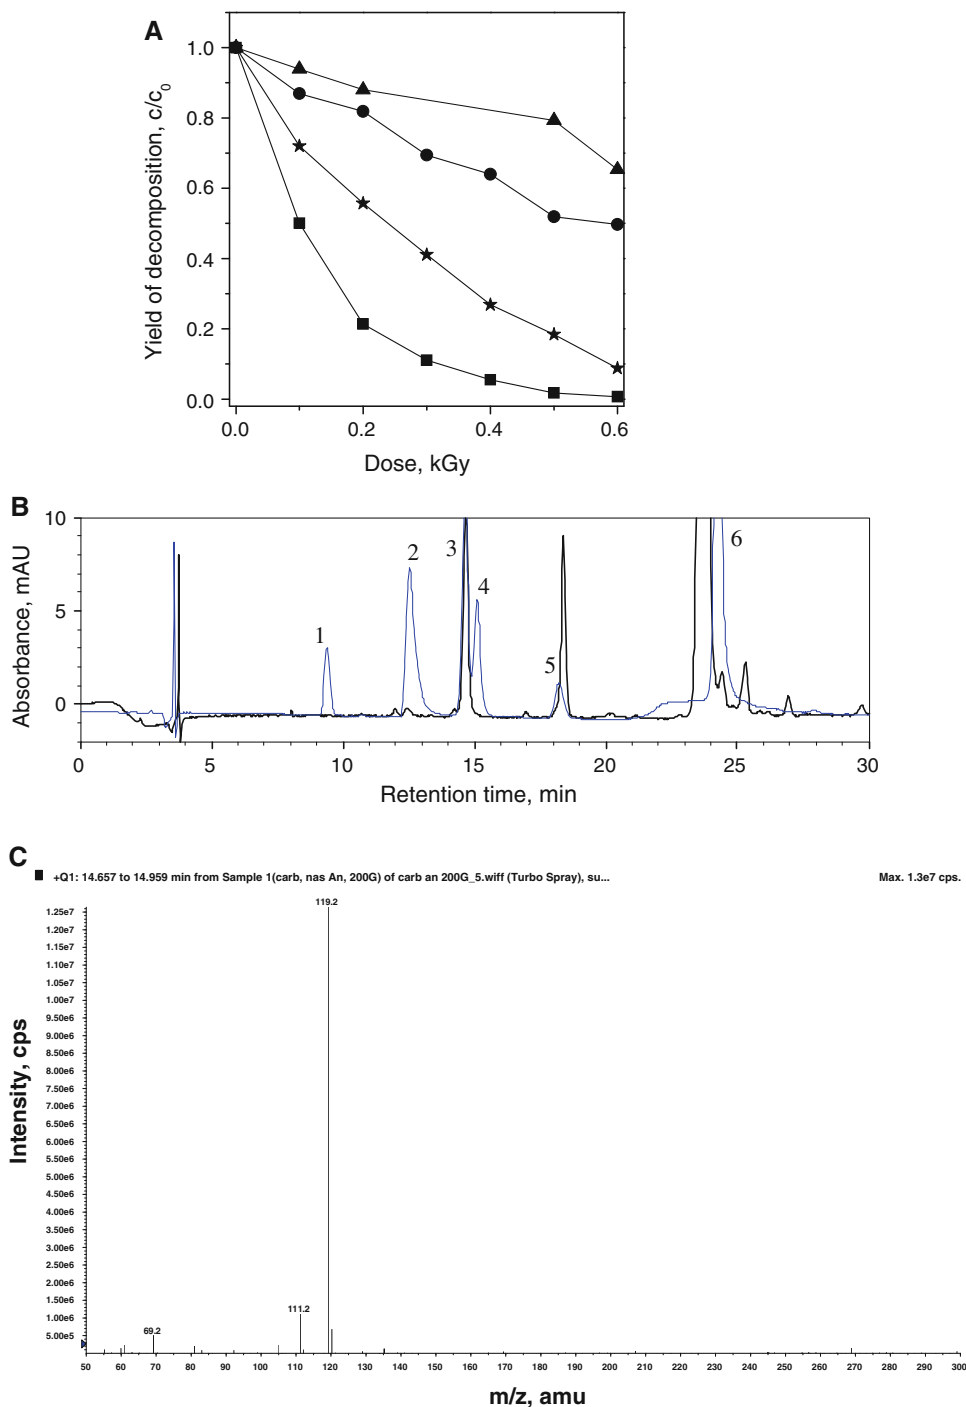 A
1.0
0.8
0.6
0.4
0.2
0.0
Yield of decomposition, c/c0
0.0 0.2 0.4 0.6
Dose, kGy
B
10
5
0
Absorbance, mAU
1 2 3 4 5 6
0 5 10 15 20 25 30
Retention time, min
C
+Q1: 14.657 to 14.959 min from Sample 1(carb, nas An, 200G) of carb an 200G_5.wiff (Turbo Spray), su... Max. 1.3e7 cps.
119.2
1.25e7
1.20e7
1.15e7
1.10e7
1.05e7
1.00e7
9.50e6
9.00e6
8.50e6
8.00e6
7.50e6
7.00e6
6.50e6
6.00e6
5.50e6
5.00e6
4.50e6
4.00e6
3.50e6
3.00e6
2.50e6
2.00e6
1.50e6
1.00e6
5.00e5
Intensity, cps
111.2
69.2
50 60 70 80 90 100 110 120 130 140 150 160 170 180 190 200 210 220 230 240 250 260 270 280 290 300
m/z, amu